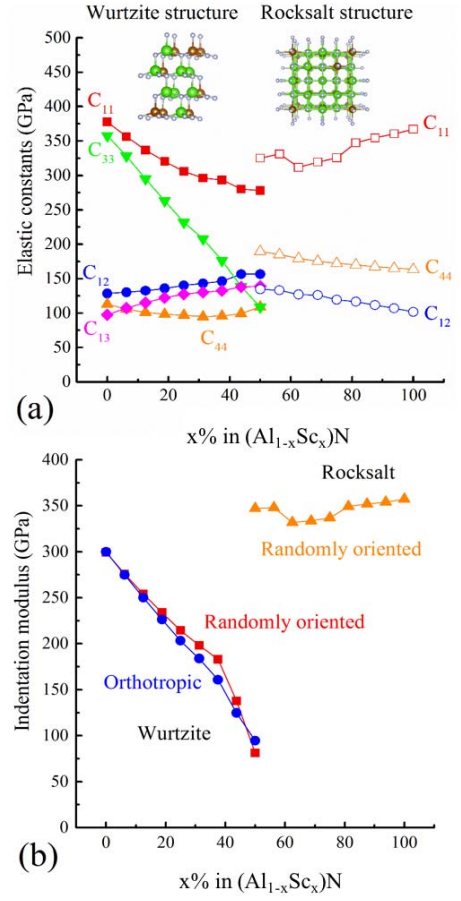 Wurtzite structure
Rocksalt structure
(a)
Elastic constants (GPa)
500
450
400
350
300
250
200
150
100
50
0
C11
C33
C12
C13
C44
C11
C44
C12
0
20
40
60
80
100
x% in (Al1-xScx)N
(b)
Indentation modulus (GPa)
400
350
300
250
200
150
100
50
0
Rocksalt
Randomly oriented
Randomly oriented
Orthotropic
Wurtzite
0
20
40
60
80
100
x% in (Al1-xScx)N